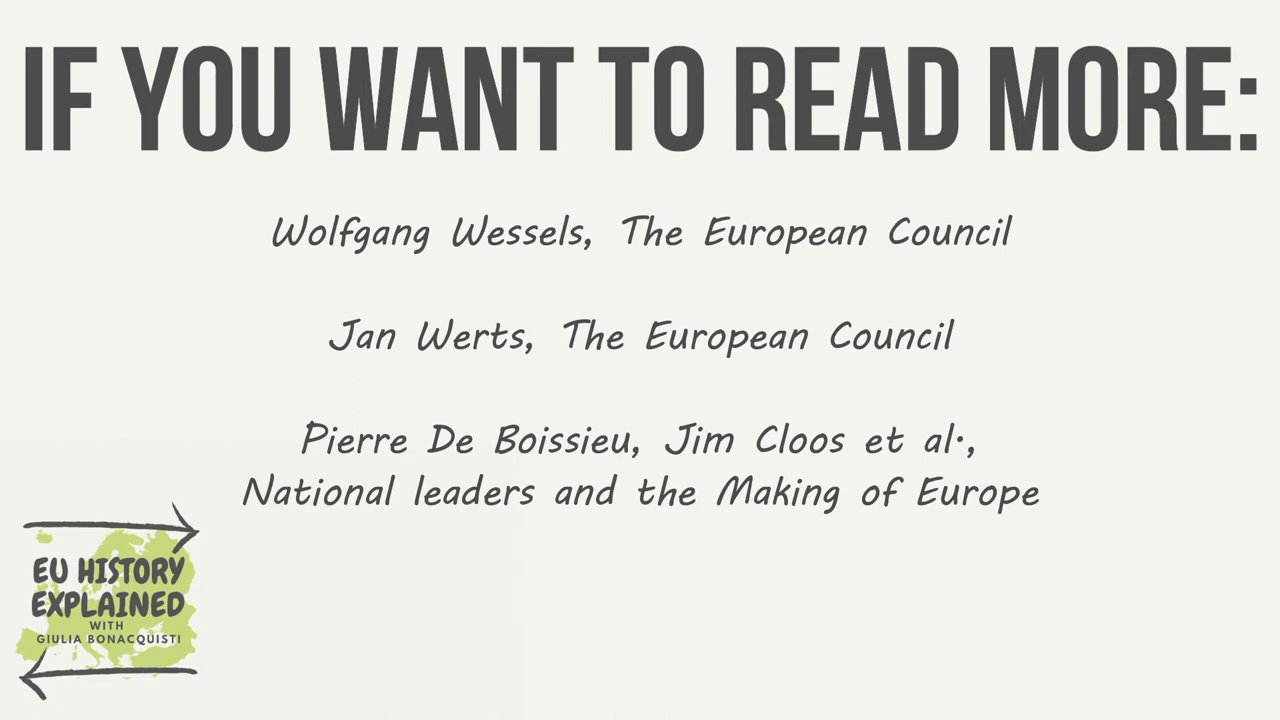 IF YOU WANT TO READ MORE:
Wolfgang Wessels, The European Council
Jan Werts, The European Council
Pierre De Boissieu, Jim Cloos et al.,
National leaders and the Making of Europe
EU HISTORY
EXPLAINED
WITH
GIULIA BONACQUISTI